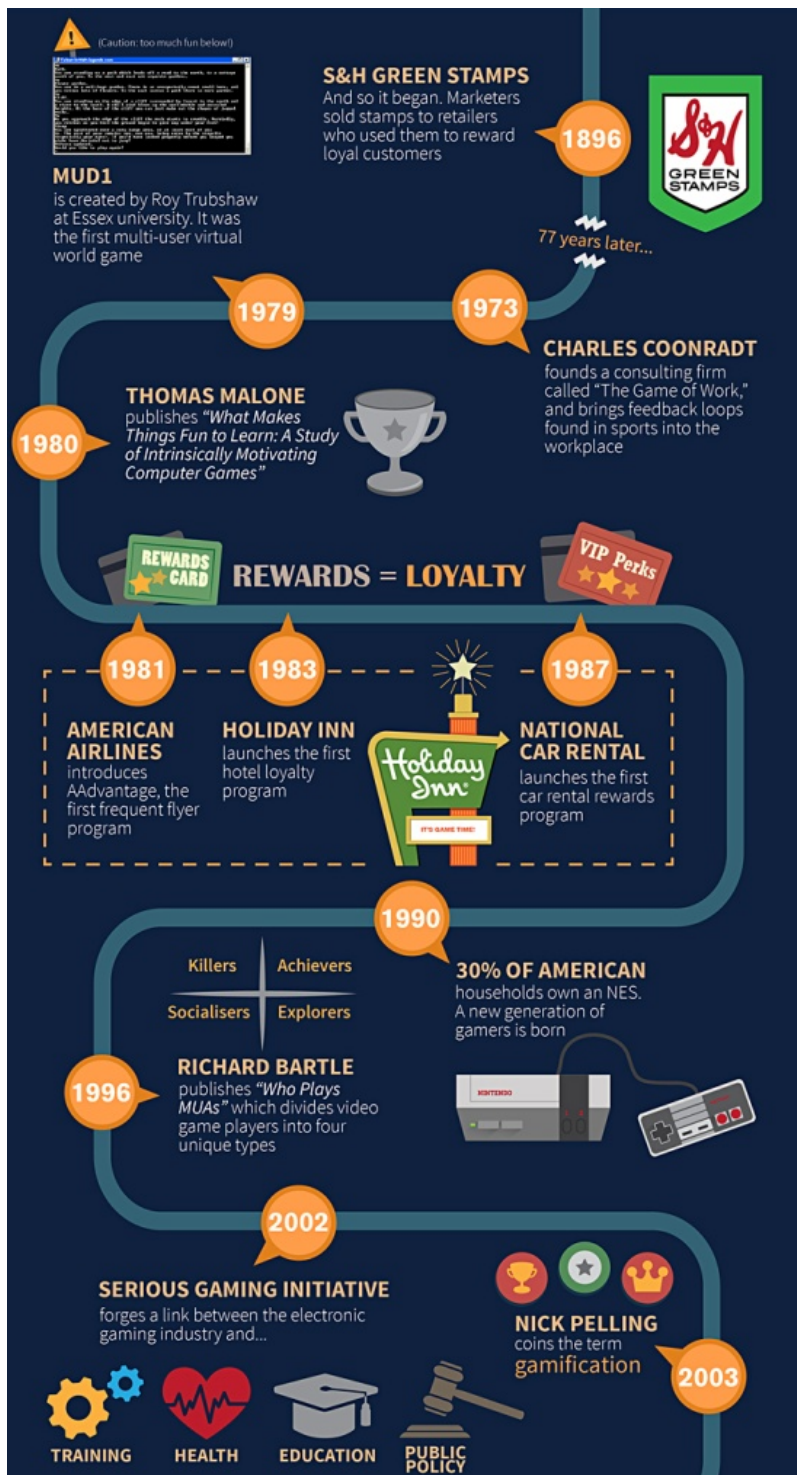 (Caution: too much fun below!)
MUD1
is created by Roy Trubshaw
at Essex university. It was
the first multi-user virtual
world game
S&H GREEN STAMPS
And so it began. Marketers
sold stamps to retailers
who used them to reward
loyal customers
1896
S&H
GREEN
STAMPS
77 years later...
1979
1973
CHARLES COONRADT
founds a consulting firm
called “The Game of Work,”
and brings feedback loops
found in sports into the
workplace
1980
THOMAS MALONE
publishes “What Makes
Things Fun to Learn: A Study
of Intrinsically Motivating
Computer Games”
REWARDS
CARD
REWARDS = LOYALTY
VIP Perks
1981
1983
1987
AMERICAN
AIRLINES
introduces
AAdvantage, the
first frequent flyer
program
HOLIDAY INN
launches the first
hotel loyalty
program
Holiday
Inn
IT'S GAME TIME!
NATIONAL
CAR RENTAL
launches the first
car rental rewards
program
1990
30% OF AMERICAN
households own an NES.
A new generation of
gamers is born
Killers
Achievers
Socialisers
Explorers
1996
RICHARD BARTLE
publishes “Who Plays
MUAs” which divides video
game players into four
unique types
NINTENDO
2002
SERIOUS GAMING INITIATIVE
forges a link between the electronic
gaming industry and...
NICK PELLING
coins the term
gamification
2003
TRAINING
HEALTH
EDUCATION
PUBLIC
POLICY